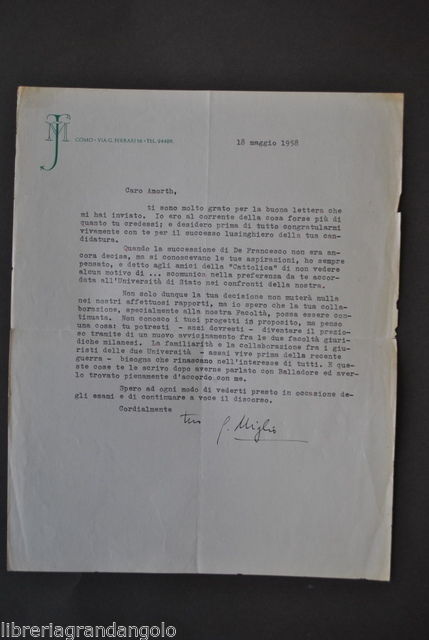 JM
COMO • VIA G. FERRARI 16 • TEL.
18 maggio 1958
Caro Amorth,
ti sono molto grato per la buona lettera che
mi hai inviato. Io ero al corrente della cosa forse più di
quanto tu credessi; e desidero prima di tutto congratularmi
vivamente con te per il successo lusinghiero della tua can-
didatura.
Quando la successione di De Francesco non era an-
cora decisa, ma si conoscevano le tue aspirazioni, ho sempre
pensato, e detto agli amici della "Cattolica" di non vedere
alcun motivo di ... scomunica nella preferenza da te accor-
data all'Università di Stato nei confronti della nostra.
Non solo dunque la tua decisione non muterà nulla
nei nostri affettuosi rapporti, ma io spero che la tua colla-
borazione, specialmente alla nostra Facoltà, possa essere con-
tinuata. Non conosco i tuoi progetti in proposito, ma penso
una cosa: tu potresti - anzi dovresti - diventare il prezio-
so tramite di un nuovo avvicinamento fra le due facoltà giuri-
diche milanesi. La familiarità e la collaborazione fra i giu-
risti delle due Università - assai vive prima della recente
guerra - bisogna che rinascano nell'interesse di tutti. E que-
ste cose te le scrivo dopo averne parlato con Balladore ed aver-
lo trovato pienamente d'accordo con me.
Spero ad ogni modo di vederti presto in occasione de-
gli esami e di continuare a voce il discorso.
Cordialmente
tuo G. Miglio
libreriagrandangolo
libreriagrandangolo